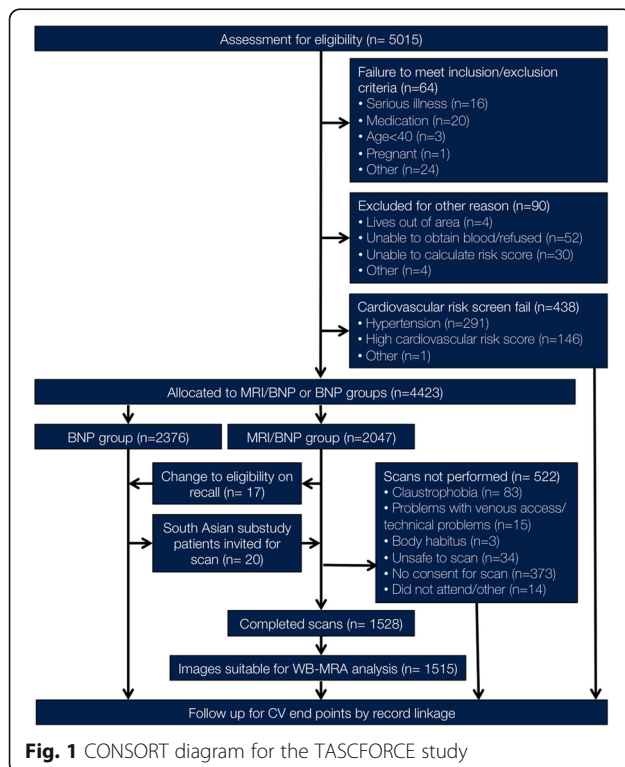 Assessment for eligibility (n= 5015)
Failure to meet inclusion/exclusion
criteria (n=64)
• Serious illness (n=16)
• Medication (n=20)
• Age<40 (n=3)
• Pregnant (n=1)
• Other (n=24)
Excluded for other reason (n=90)
• Lives out of area (n=4)
• Unable to obtain blood/refused (n=52)
• Unable to calculate risk score (n=30)
• Other (n=4)
Cardiovascular risk screen fail (n=438)
• Hypertension (n=291)
• High cardiovascular risk score (n=146)
• Other (n=1)
Allocated to MRI/BNP or BNP groups (n=4423)
BNP group (n=2376)
MRI/BNP group (n=2047)
Change to eligibility on
recall (n= 17)
South Asian substudy
patients invited for
scan (n= 20)
Scans not performed (n= 522)
• Claustrophobia (n= 83)
• Problems with venous access/
technical problems (n=15)
• Body habitus (n=3)
• Unsafe to scan (n=34)
• No consent for scan (n=373)
• Did not attend/other (n=14)
Completed scans (n= 1528)
Images suitable for WB-MRA analysis (n= 1515)
Follow up for CV end points by record linkage
Fig. 1 CONSORT diagram for the TASCFORCE study